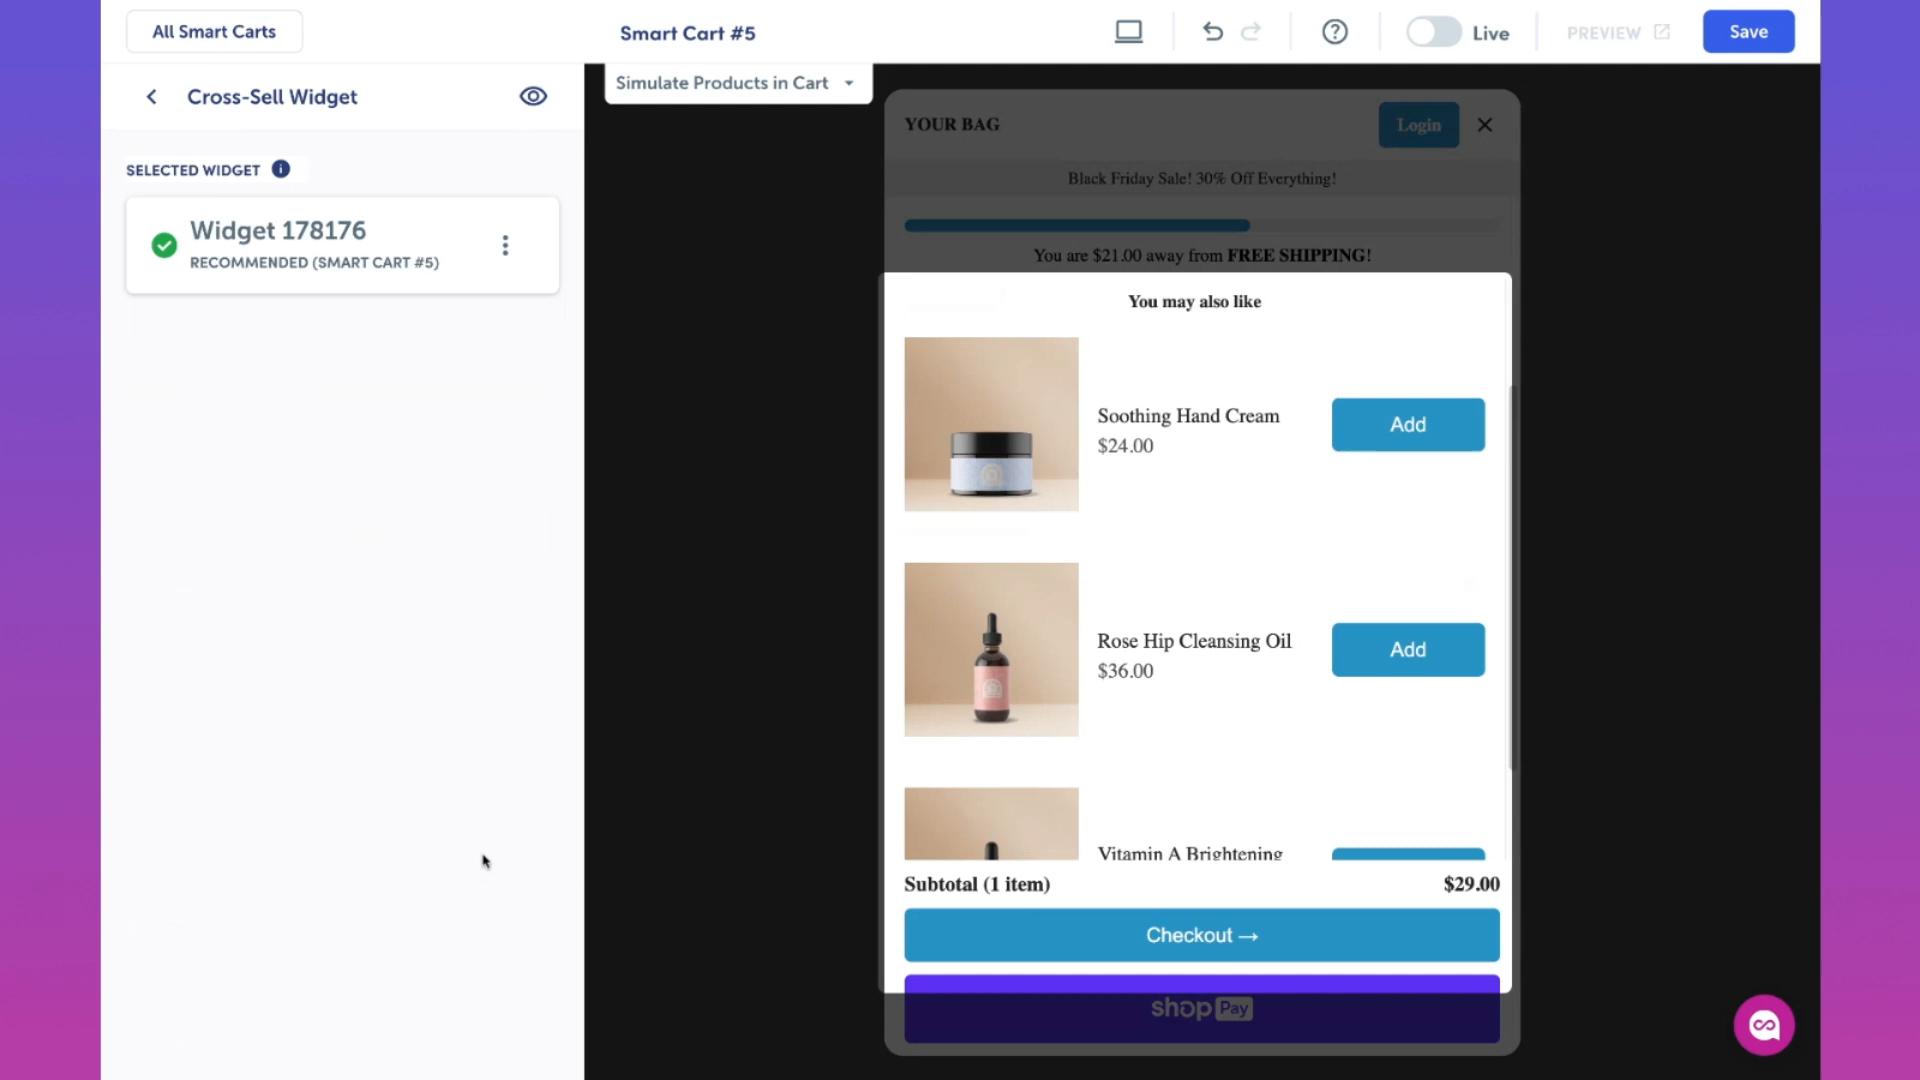 All Smart Carts
Smart Cart #5
Live
PREVIEW
Save
Cross-Sell Widget
Simulate Products in Cart
SELECTED WIDGET
Widget 178176
RECOMMENDED (SMART CART #5)
YOUR BAG
Login
Black Friday Sale! 30% Off Everything!
You are $21.00 away from FREE SHIPPING!
You may also like
Soothing Hand Cream
$24.00
Add
Rose Hip Cleansing Oil
$36.00
Add
Vitamin A Brightening
Subtotal (1 item)
$29.00
Checkout →
shop Pay